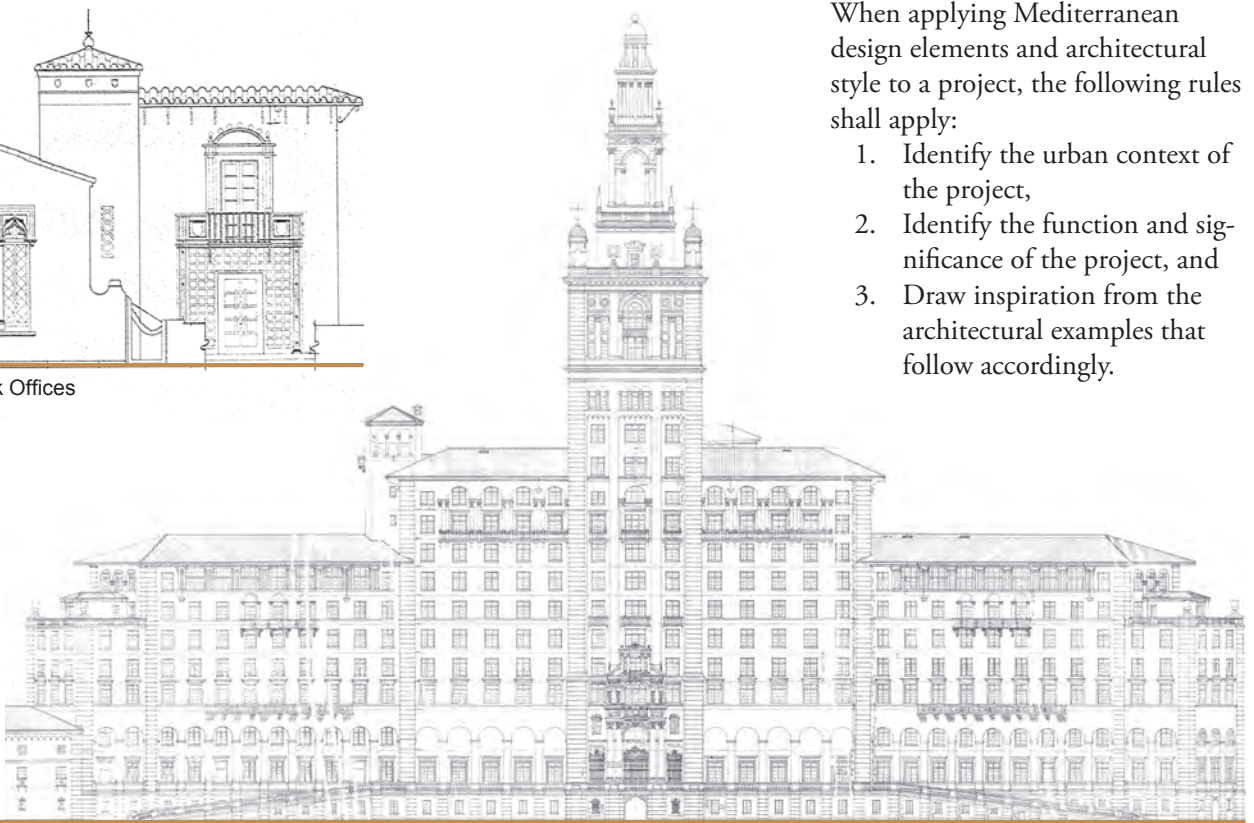 When applying Mediterranean
design elements and architectural
style to a project, the following rules
shall apply:
1. Identify the urban context of
the project,
2. Identify the function and sig-
nificance of the project, and
3. Draw inspiration from the
architectural examples that
follow accordingly.
Offices